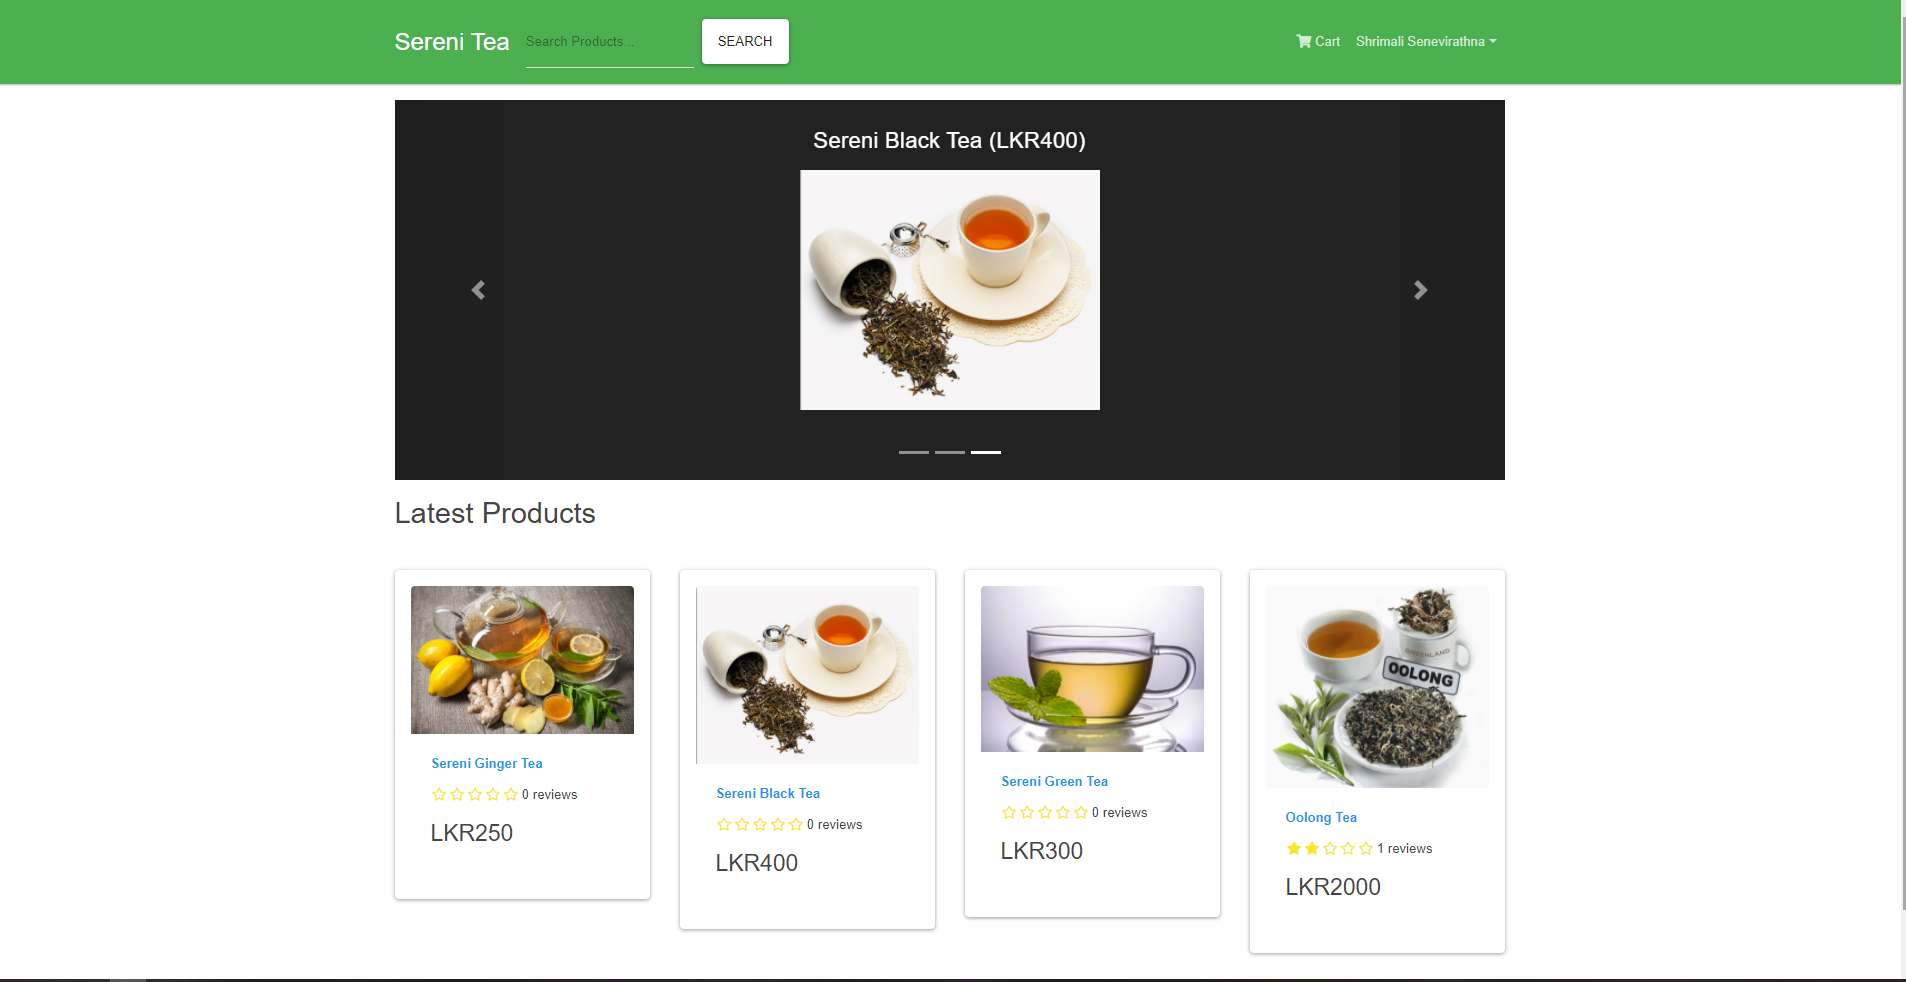 Sereni Tea Search Products... SEARCH Cart Shrimali Senevirathna
Sereni Black Tea (LKR400)
Latest Products
Sereni Ginger Tea
0 reviews
LKR250
Sereni Black Tea
0 reviews
LKR400
Sereni Green Tea
0 reviews
LKR300
GREENLAND
OOLONG
Oolong Tea
1 reviews
LKR2000